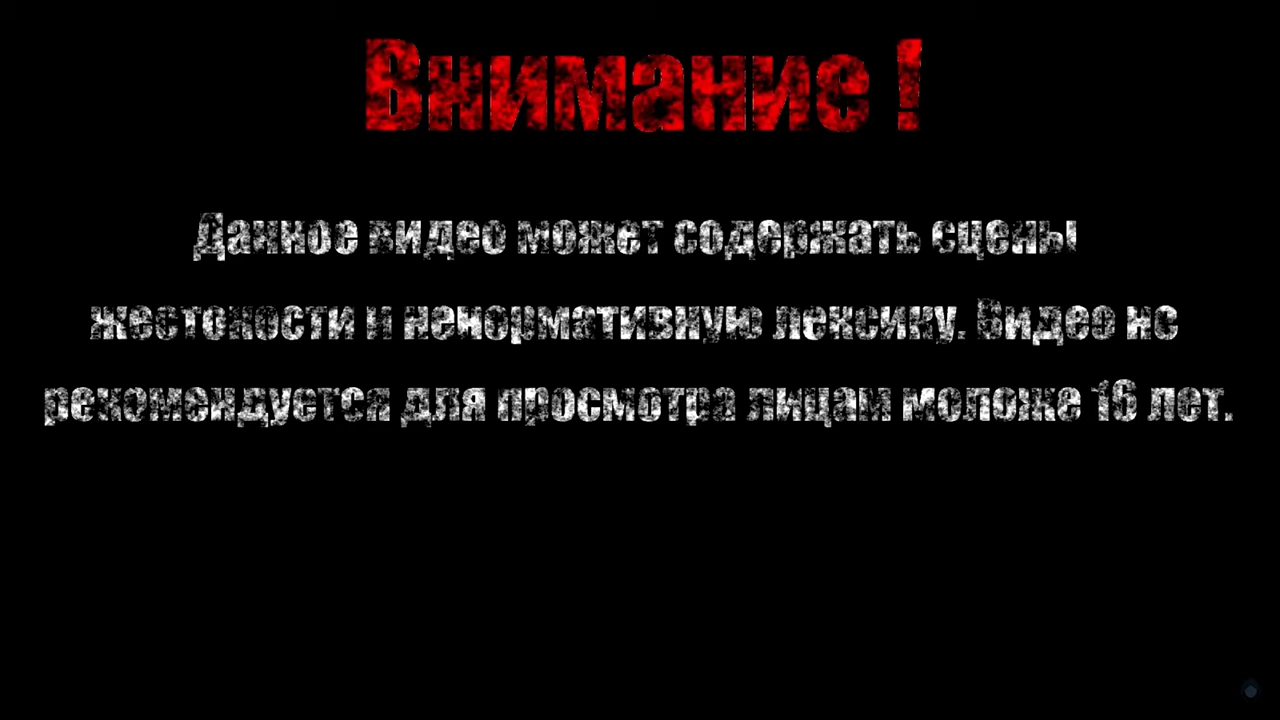 Внимание !
Данное видео может содержать сцены
жестокости и ненормативную лексику. Видео не
рекомендуется для просмотра лицам моложе 16 лет.